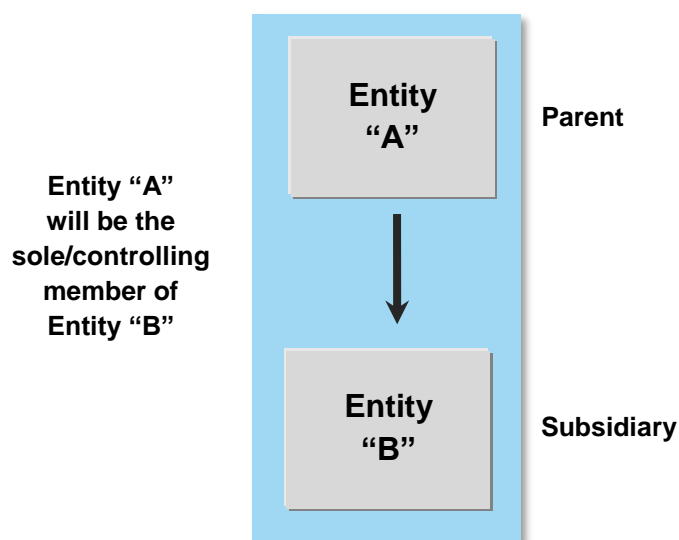 Entity
“A”
Parent
Entity “A”
will be the
sole/controlling
member of
Entity “B”
Entity
“B”
Subsidiary